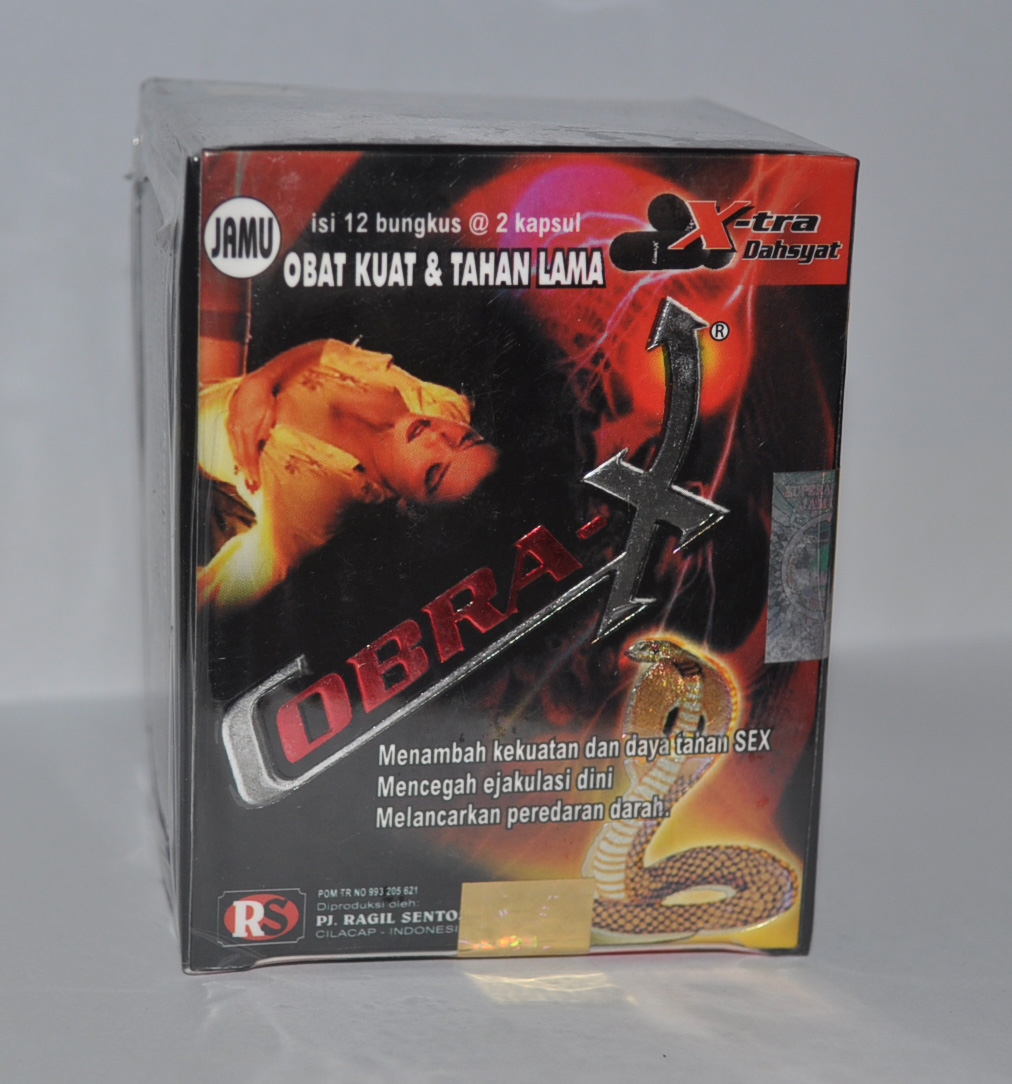 JAMU
isi 12 bungkus @ 2 kapsul
OBAT KUAT & TAHAN LAMA
X-tra
Dahsyat
®
COBRA-X
Menambah kekuatan dan daya tahan SEX
Mencegah ejakulasi dini
Melancarkan peredaran darah.
RS
POM TR NO 993 205 621
Diproduksi oleh:
PJ. RAGIL SENTO
CILACAP - INDONESI